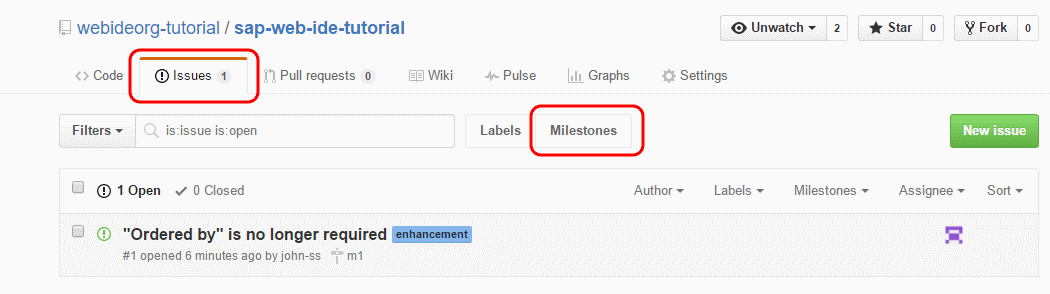 webideorg-tutorial / sap-web-ide-tutorial Unwatch 2 Star 0 Fork 0
Code Issues 1 Pull requests 0 Wiki Pulse Graphs Settings
Filters is:issue is:open Labels Milestones New issue
1 Open 0 Closed Author Labels Milestones Assignee Sort
"Ordered by" is no longer required enhancement
#1 opened 6 minutes ago by john-ss m1